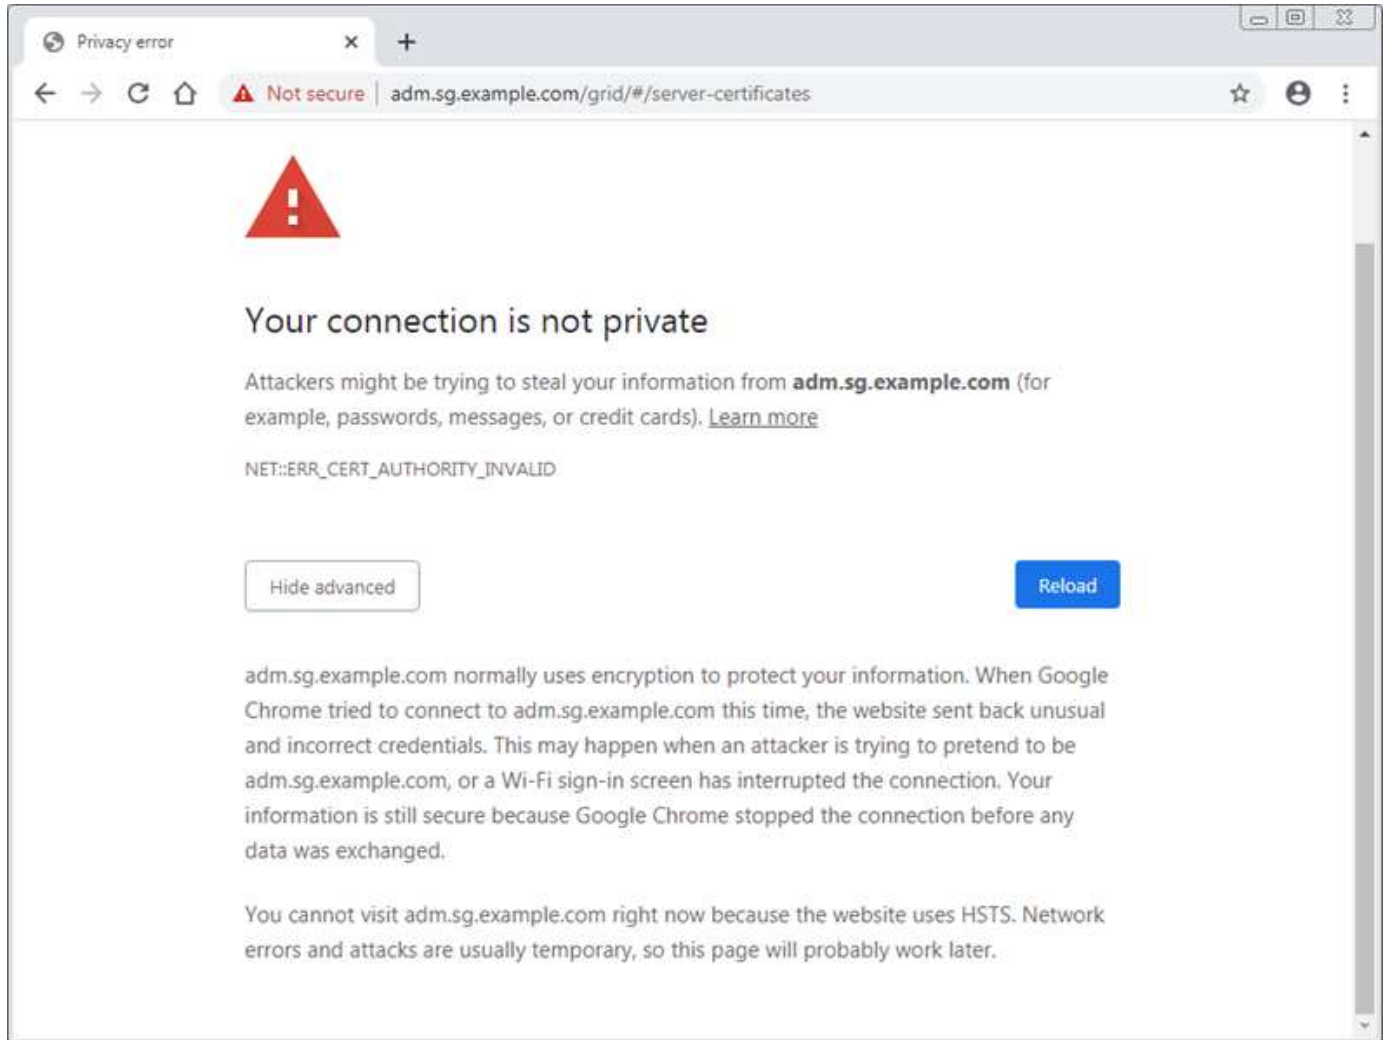 Privacy error
Not secure adm.sg.example.com/grid/#/server-certificates
Your connection is not private
Attackers might be trying to steal your information from adm.sg.example.com (for
example, passwords, messages, or credit cards). Learn more
NET::ERR_CERT_AUTHORITY_INVALID
Hide advanced
Reload
adm.sg.example.com normally uses encryption to protect your information. When Google
Chrome tried to connect to adm.sg.example.com this time, the website sent back unusual
and incorrect credentials. This may happen when an attacker is trying to pretend to be
adm.sg.example.com, or a Wi-Fi sign-in screen has interrupted the connection. Your
information is still secure because Google Chrome stopped the connection before any
data was exchanged.
You cannot visit adm.sg.example.com right now because the website uses HSTS. Network
errors and attacks are usually temporary, so this page will probably work later.